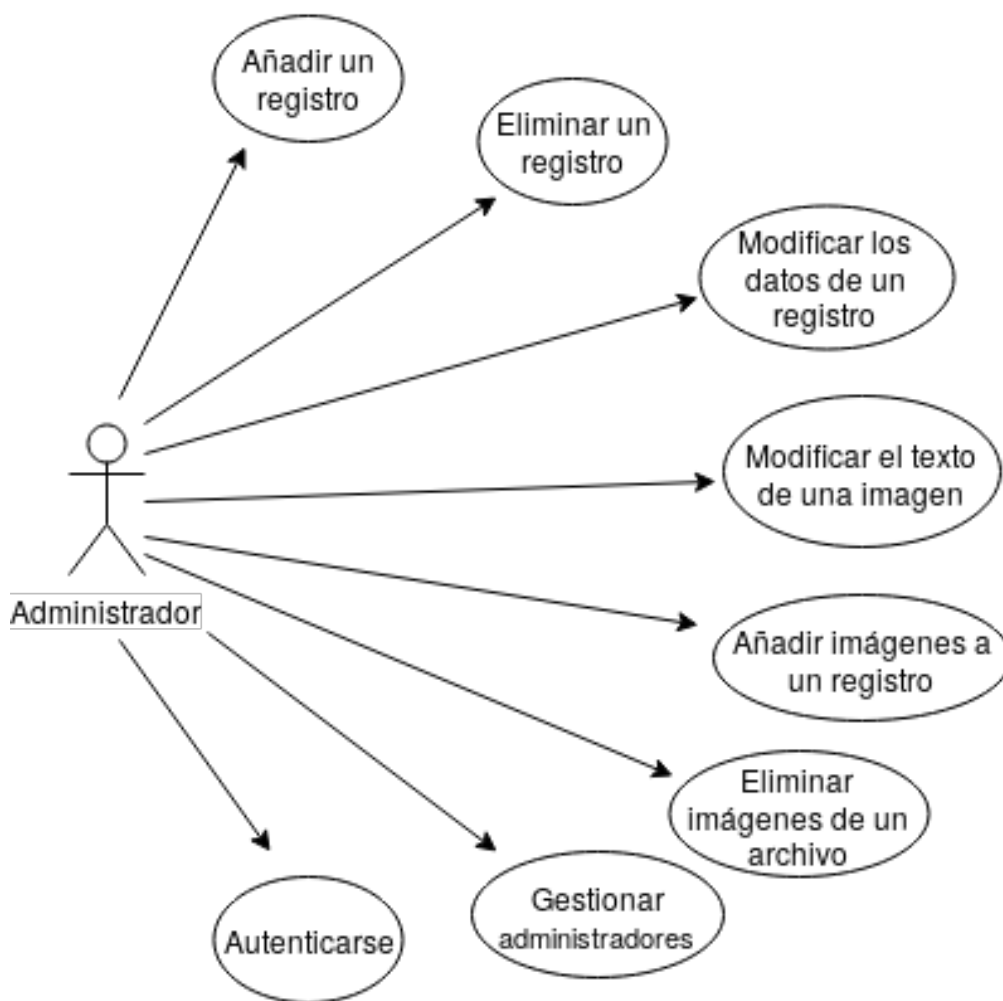 Añadir un
registro
Eliminar un
registro
Modificar los
datos de un
registro
Modificar el texto
de una imagen
Administrador
Añadir imágenes a
un registro
Eliminar
imágenes de un
archivo
Gestionar
administradores
Autenticarse